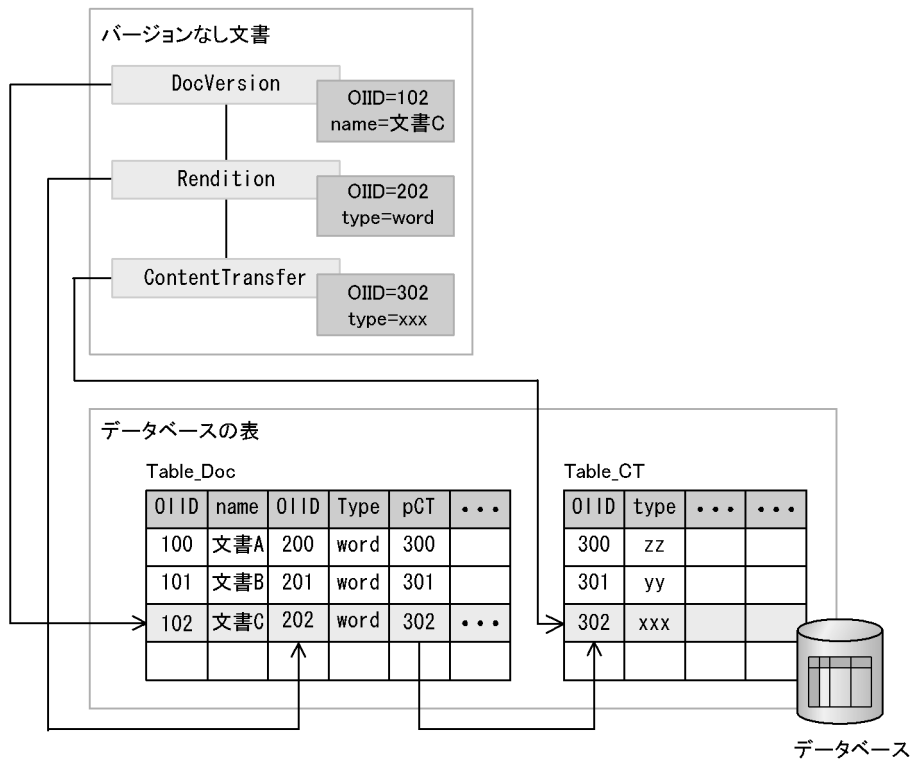 バージョンなし文書
DocVersion
OIID=102
name=文書C
Rendition
OIID=202
type=word
ContentTransfer
OIID=302
type=xxx
データベースの表
Table_Doc
OIID name OIID Type pCT ・・・
100 文書A 200 word 300
101 文書B 201 word 301
102 文書C 202 word 302 ・・・
Table_CT
OIID type ・・・ ・・・
300 zz
301 yy
302 xxx
データベース